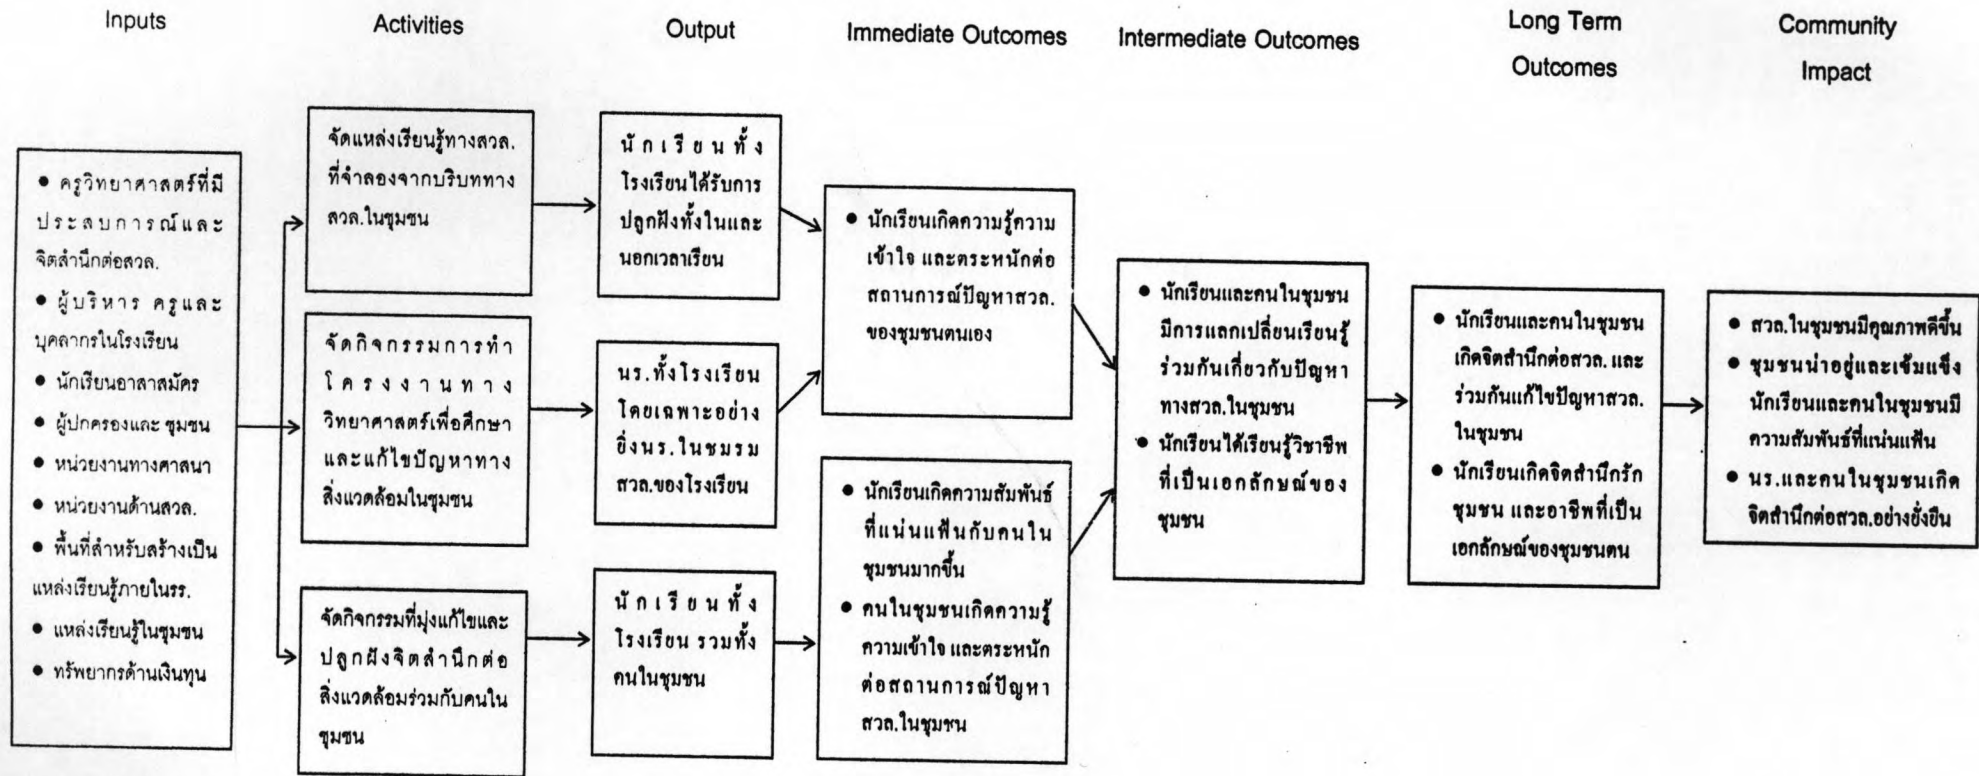 Inputs
Activities
Output
Immediate Outcomes
Intermediate Outcomes
Long Term
Outcomes
Community
Impact
● ครูวิทยาศาสตร์ที่มี
ประสบการณ์และ
จิตสำนึกต่อสวล.
● ผู้บริหาร ครูและ
บุคลากรในโรงเรียน
● นักเรียนอาสาสมัคร
● ผู้ปกครองและ ชุมชน
● หน่วยงานทางศาสนา
● หน่วยงานด้านสวล.
● พื้นที่สำหรับสร้างเป็น
แหล่งเรียนรู้ภายในรร.
● แหล่งเรียนรู้ในชุมชน
● ทรัพยากรด้านเงินทุน
จัดแหล่งเรียนรู้ทางสวล.
ที่จำลองจากบริบททาง
สวล.ในชุมชน
จัดกิจกรรมการทำ
โครงงานทาง
วิทยาศาสตร์เพื่อศึกษา
และแก้ไขปัญหาทาง
สิ่งแวดล้อมในชุมชน
จัดกิจกรรมที่มุ่งแก้ไขและ
ปลูกฝังจิตสำนึกต่อ
สิ่งแวดล้อมร่วมกับคนใน
ชุมชน
นักเรียนทั้ง
โรงเรียนได้รับการ
ปลูกฝังทั้งในและ
นอกเวลาเรียน
นร.ทั้งโรงเรียน
โดยเฉพาะอย่าง
ยิ่งนร.ในชมรม
สวล.ของโรงเรียน
นักเรียนทั้ง
โรงเรียน รวมทั้ง
คนในชุมชน
● นักเรียนเกิดความรู้ความ
เข้าใจ และตระหนักต่อ
สถานการณ์ปัญหาสวล.
ของชุมชนตนเอง
● นักเรียนเกิดความสัมพันธ์
ที่แน่นแฟ้นกับคนใน
ชุมชนมากขึ้น
● คนในชุมชนเกิดความรู้
ความเข้าใจ และตระหนัก
ต่อสถานการณ์ปัญหา
สวล.ในชุมชน
● นักเรียนและคนในชุมชน
มีการแลกเปลี่ยนเรียนรู้
ร่วมกันเกี่ยวกับปัญหา
ทางสวล.ในชุมชน
● นักเรียนได้เรียนรู้วิชาชีพ
ที่เป็นเอกลักษณ์ของ
ชุมชน
● นักเรียนและคนในชุมชน
เกิดจิตสำนึกต่อสวล. และ
ร่วมกันแก้ไขปัญหาสวล.
ในชุมชน
● นักเรียนเกิดจิตสำนึกรัก
ชุมชน และอาชีพที่เป็น
เอกลักษณ์ของชุมชนตน
● สวล.ในชุมชนมีคุณภาพดีขึ้น
● ชุมชนน่าอยู่และเข้มแข็ง
นักเรียนและคนในชุมชนมี
ความสัมพันธ์ที่แน่นแฟ้น
● นร.และคนในชุมชนเกิด
จิตสำนึกต่อสวล.อย่างยั่งยืน